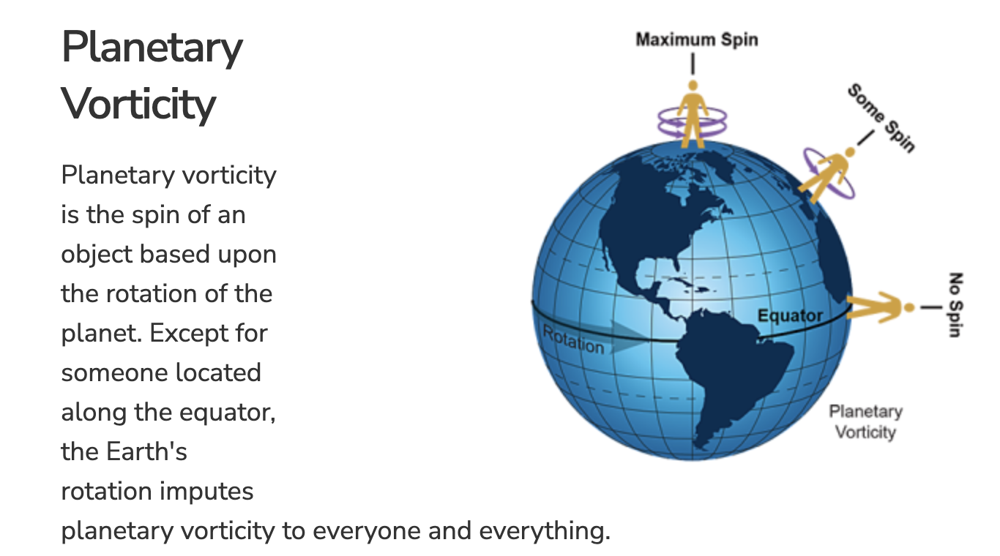 Planetary
Vorticity
Planetary vorticity
is the spin of an
object based upon
the rotation of the
planet. Except for
someone located
along the equator,
the Earth's
rotation imputes
planetary vorticity to everyone and everything.
Maximum Spin
Some Spin
No Spin
Equator
Rotation
Planetary
Vorticity